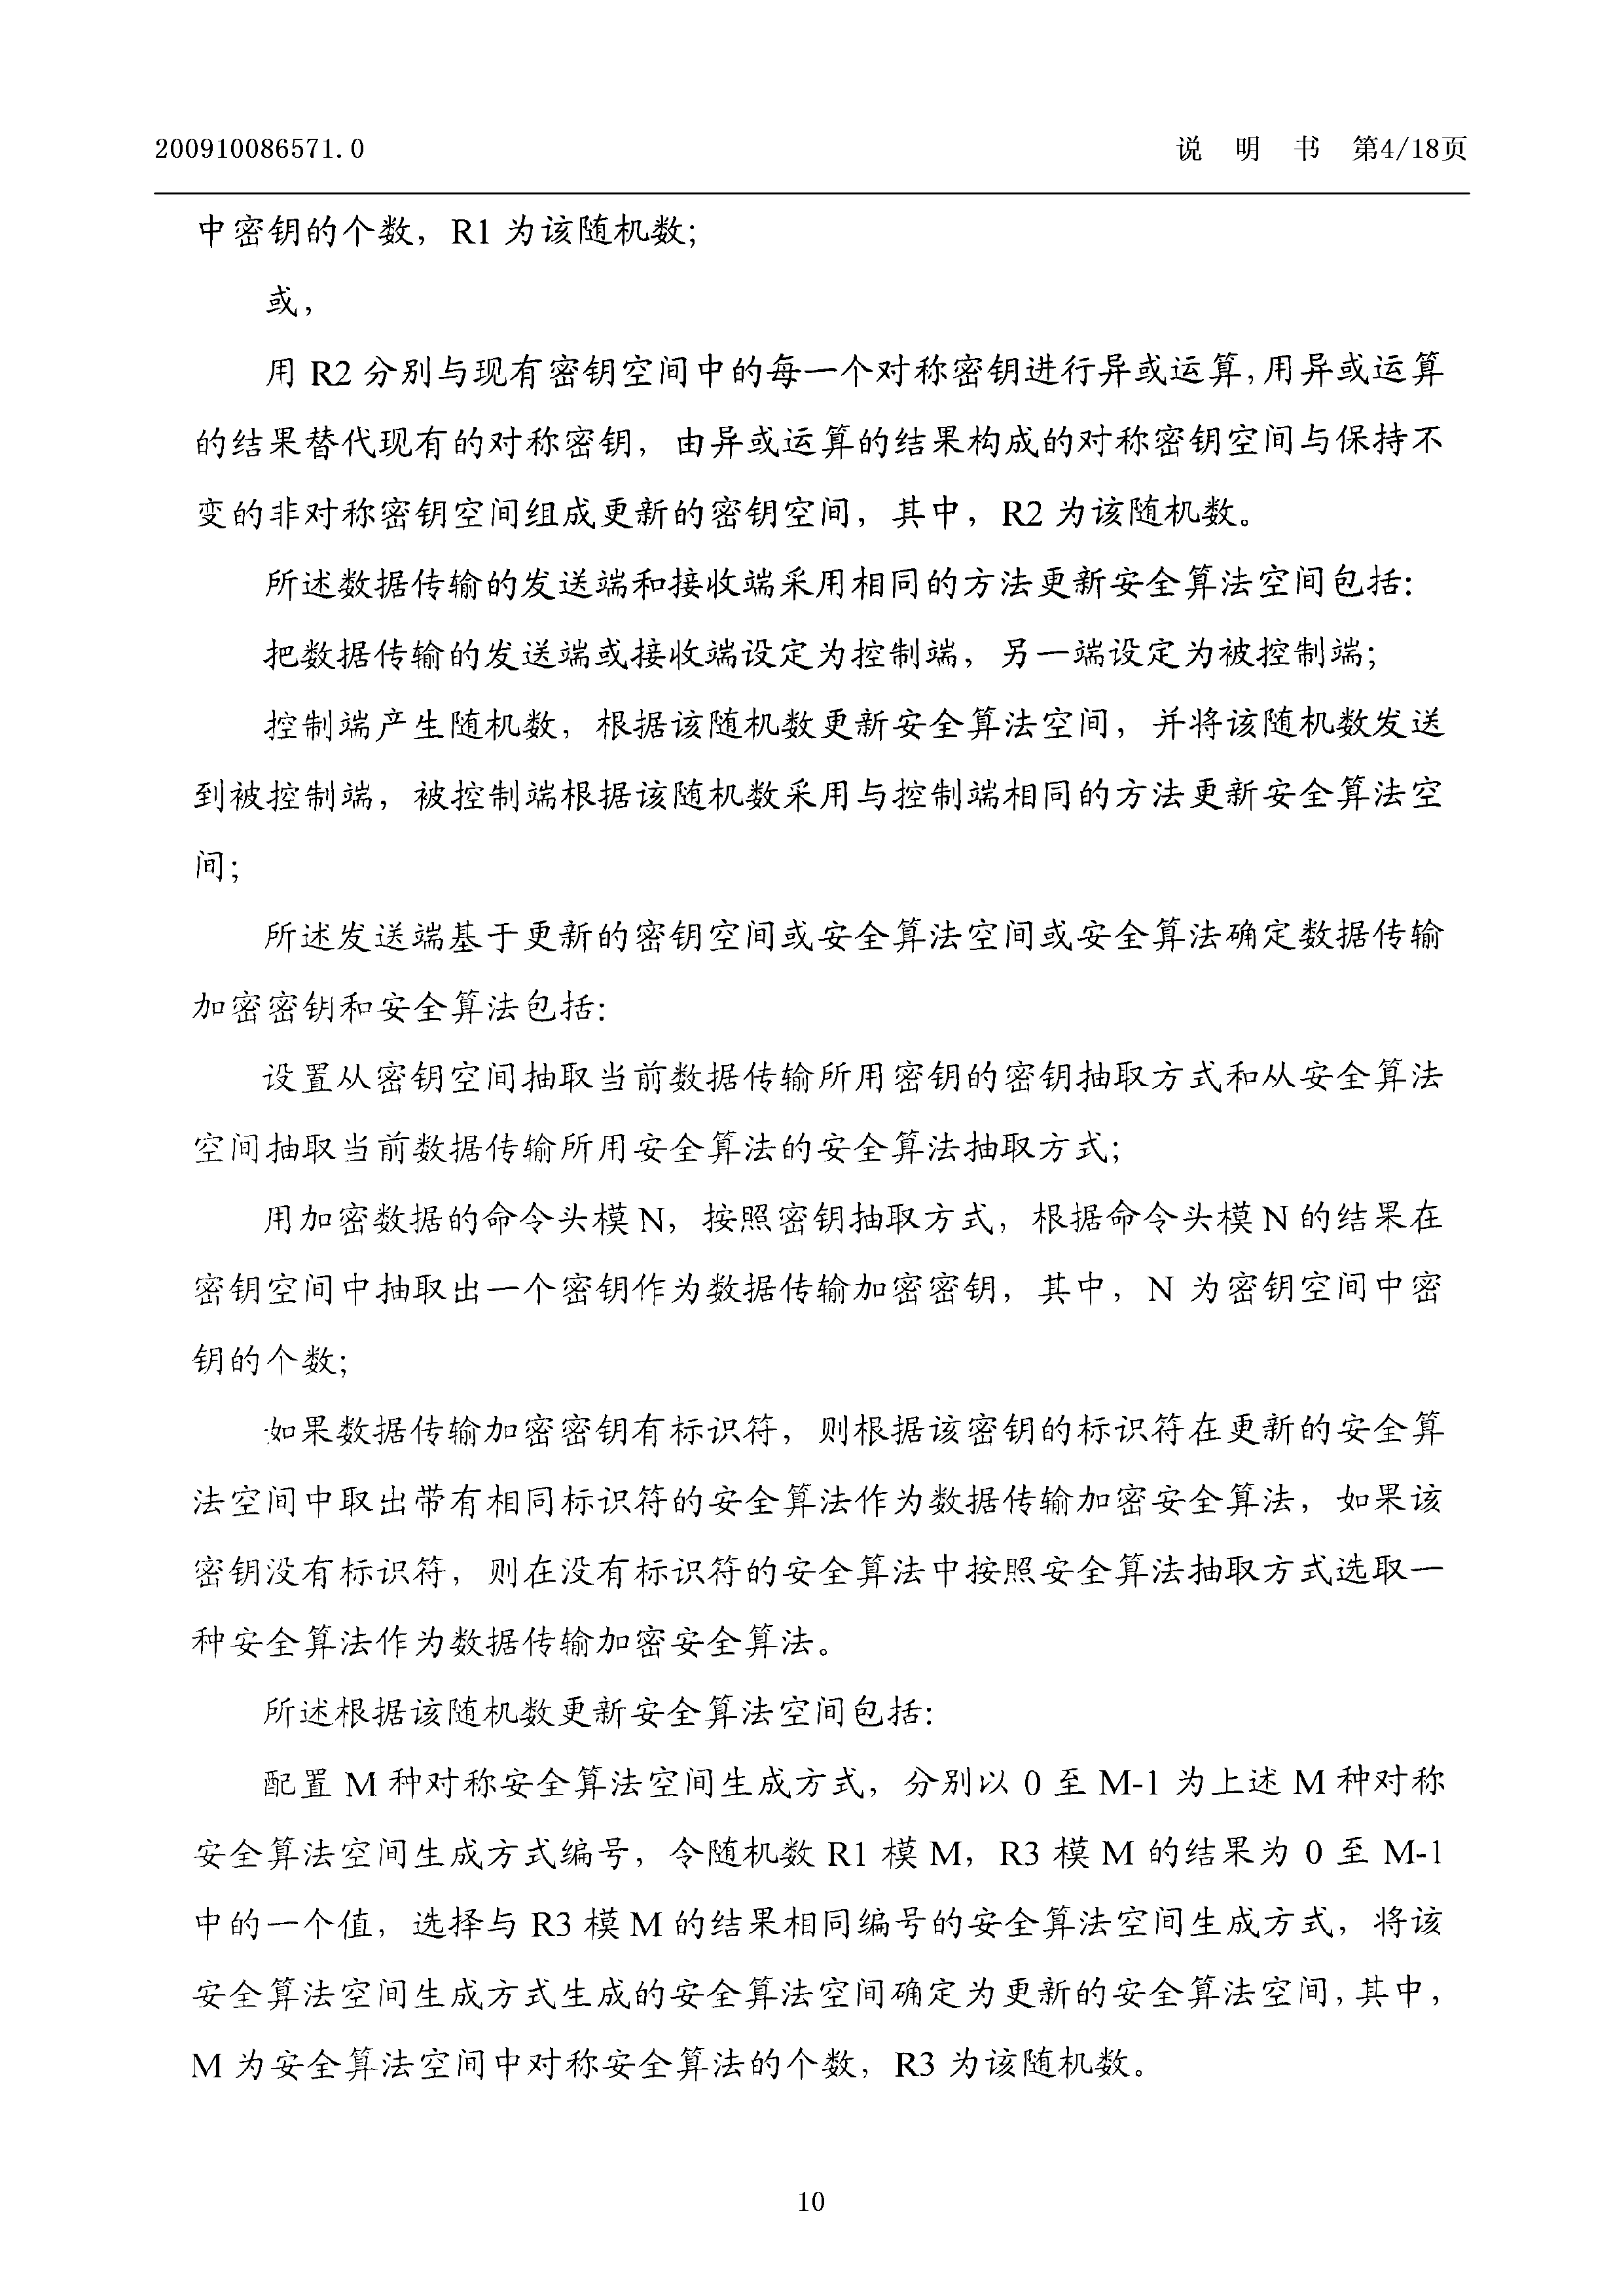 200910086571.0
说 明 书 第4/18页
中密钥的个数，R1 为该随机数；
或，
用 R2 分别与现有密钥空间中的每一个对称密钥进行异或运算，用异或运算
的结果替代现有的对称密钥，由异或运算的结果构成的对称密钥空间与保持不
变的非对称密钥空间组成更新的密钥空间，其中，R2 为该随机数。
所述数据传输的发送端和接收端采用相同的方法更新安全算法空间包括：
把数据传输的发送端或接收端设定为控制端，另一端设定为被控制端；
控制端产生随机数，根据该随机数更新安全算法空间，并将该随机数发送
到被控制端，被控制端根据该随机数采用与控制端相同的方法更新安全算法空
间；
所述发送端基于更新的密钥空间或安全算法空间或安全算法确定数据传输
加密密钥和安全算法包括：
设置从密钥空间抽取当前数据传输所用密钥的密钥抽取方式和从安全算法
空间抽取当前数据传输所用安全算法的安全算法抽取方式；
用加密数据的命令头模 N，按照密钥抽取方式，根据命令头模 N 的结果在
密钥空间中抽取出一个密钥作为数据传输加密密钥，其中，N 为密钥空间中密
钥的个数；
如果数据传输加密密钥有标识符，则根据该密钥的标识符在更新的安全算
法空间中取出带有相同标识符的安全算法作为数据传输加密安全算法，如果该
密钥没有标识符，则在没有标识符的安全算法中按照安全算法抽取方式选取一
种安全算法作为数据传输加密安全算法。
所述根据该随机数更新安全算法空间包括：
配置 M 种对称安全算法空间生成方式，分别以 0 至 M-1 为上述 M 种对称
安全算法空间生成方式编号，令随机数 R1 模 M，R3 模 M 的结果为 0 至 M-1
中的一个值，选择与 R3 模 M 的结果相同编号的安全算法空间生成方式，将该
安全算法空间生成方式生成的安全算法空间确定为更新的安全算法空间，其中，
M 为安全算法空间中对称安全算法的个数，R3 为该随机数。
10